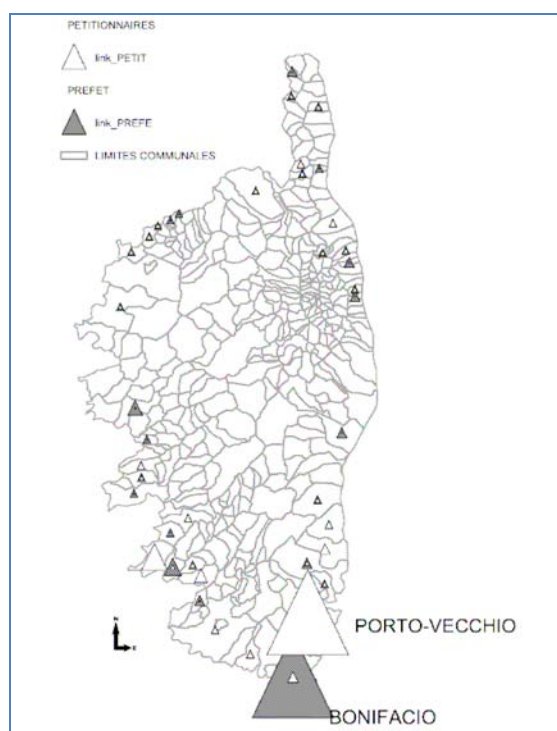 PETITIONNAIRES
link_PETIT
PREFET
link_PREFE
LIMITES COMMUNALES
N
E
PORTO-VECCHIO
BONIFACIO